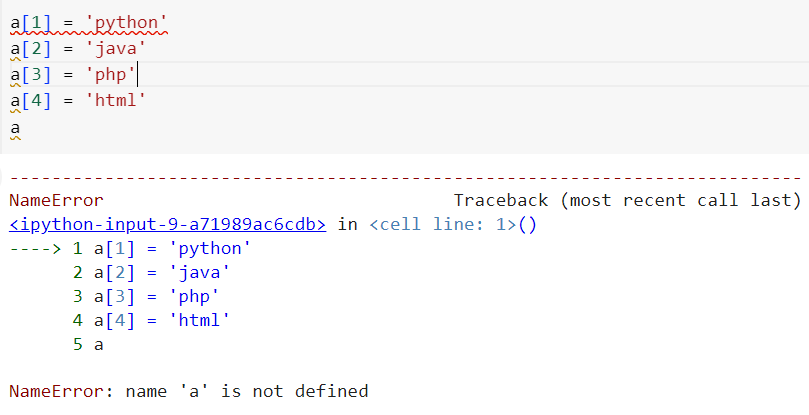 a[1] = 'python'
a[2] = 'java'
a[3] = 'php'
a[4] = 'html'
a
---------------------------------------------------------------------------
NameError                                 Traceback (most recent call last)
<ipython-input-9-a71989ac6cdb> in <cell line: 1>()
----> 1 a[1] = 'python'
      2 a[2] = 'java'
      3 a[3] = 'php'
      4 a[4] = 'html'
      5 a
NameError: name 'a' is not defined